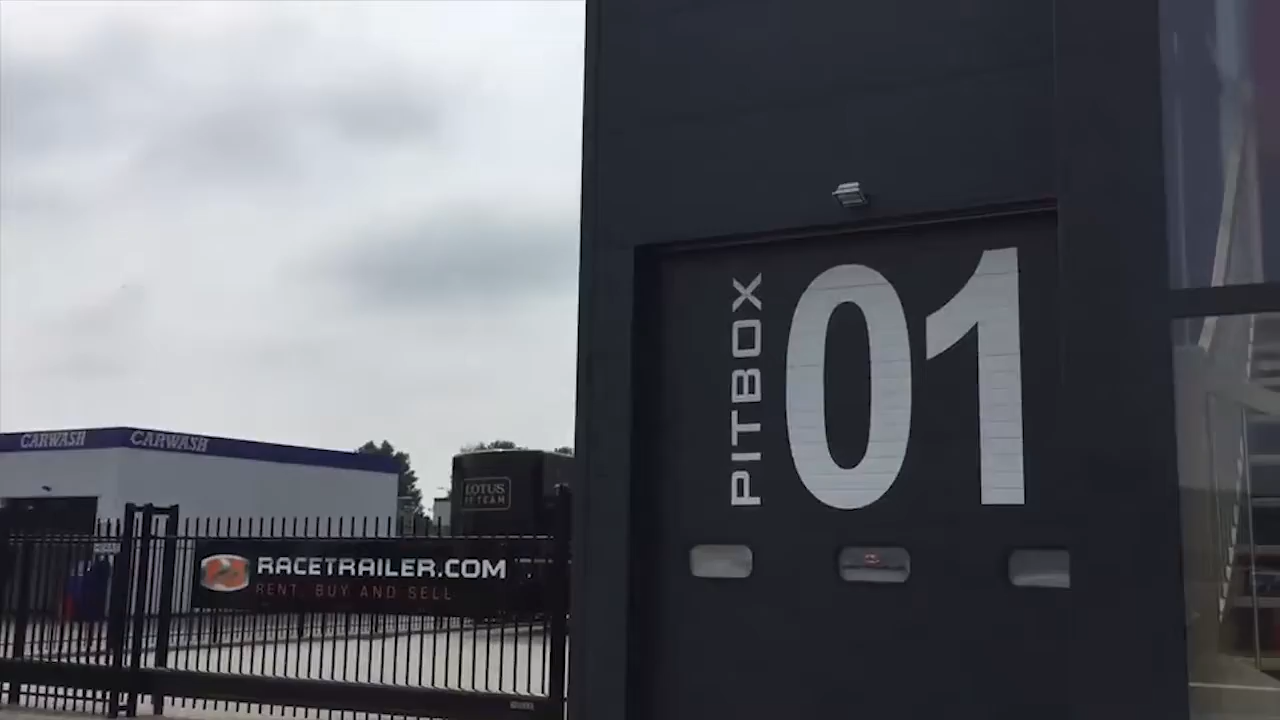 CARWASH
CARWASH
LOTUS
F1 TEAM
RACETRAILER.COM
RENT, BUY AND SELL
PITBOX
01